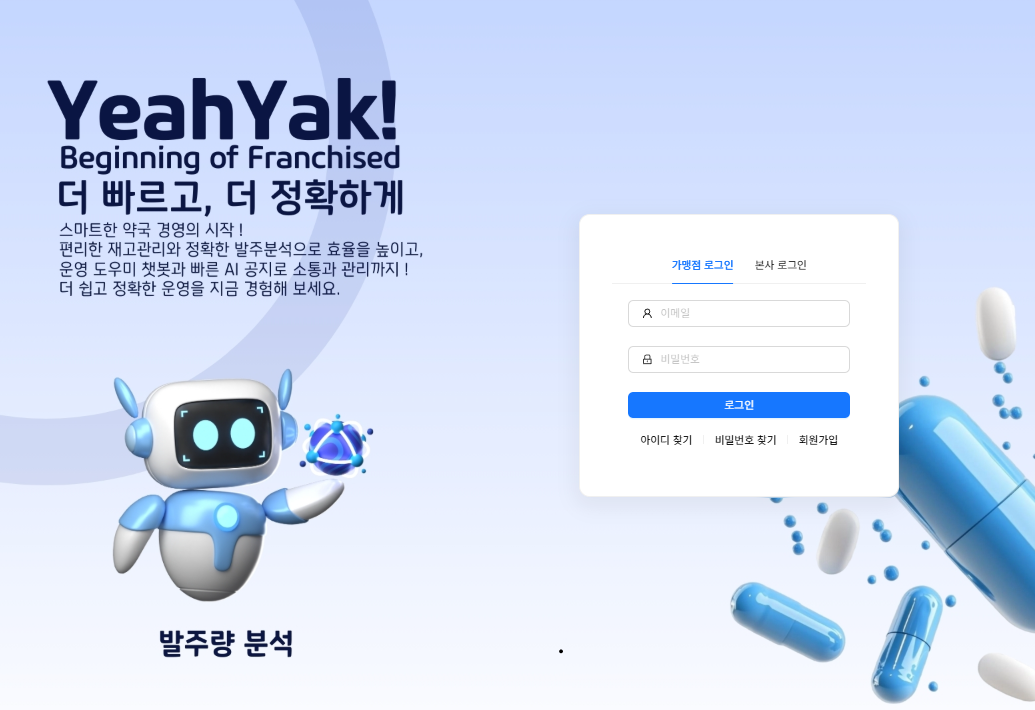 YeahYak!
Beginning of Franchised
더 빠르고, 더 정확하게
스마트한 약국 경영의 시작 !
편리한 재고관리와 정확한 발주분석으로 효율을 높이고,
운영 도우미 챗봇과 빠른 AI 공지로 소통과 관리까지 !
더 쉽고 정확한 운영을 지금 경험해 보세요.
발주량 분석
가맹점 로그인 본사 로그인
이메일
비밀번호
로그인
아이디 찾기 비밀번호 찾기 회원가입